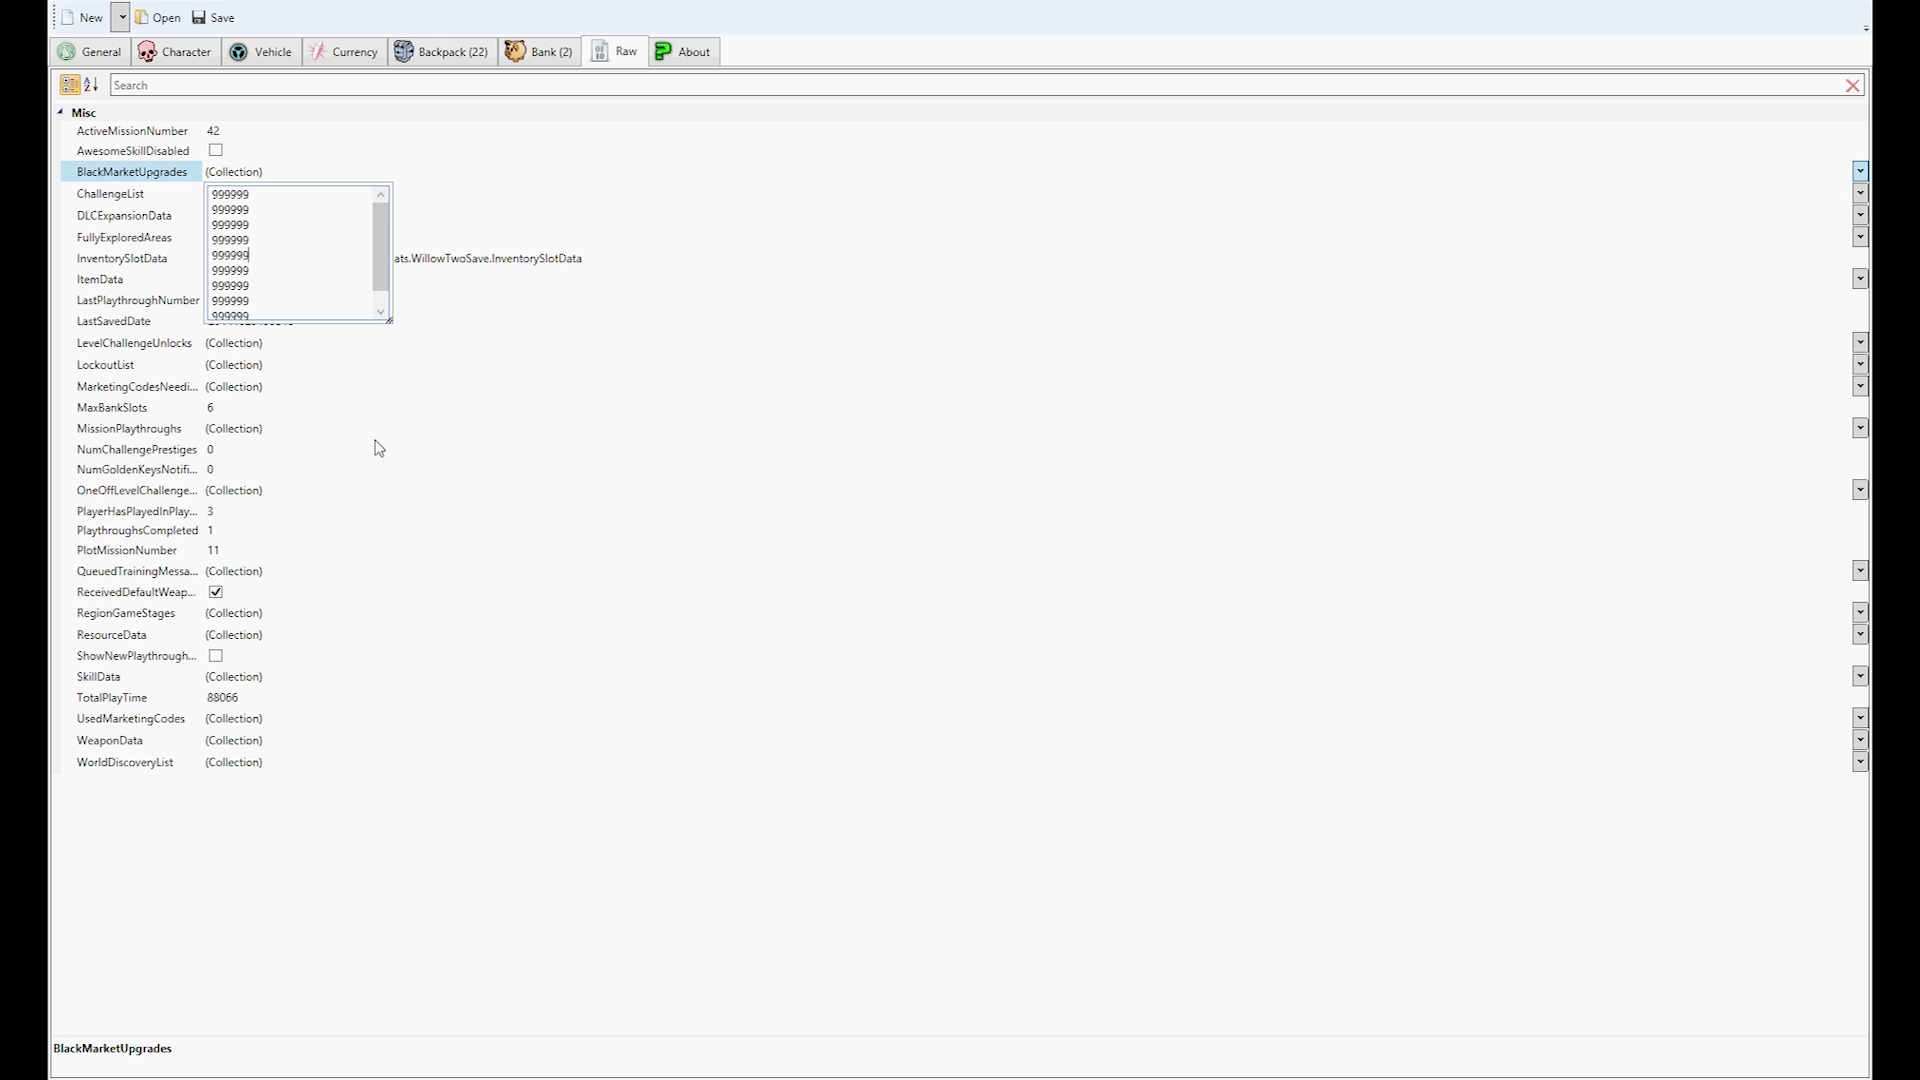 New Open Save
General Character Vehicle Currency Backpack (22) Bank (2) Raw About
Search
Misc
ActiveMissionNumber 42
AwesomeSkillDisabled
BlackMarketUpgrades (Collection)
ChallengeList 999999
999999
DLCExpansionData 999999
FullyExploredAreas 999999
InventorySlotData 999999 ats.WillowTwoSave.InventorySlotData
999999
ItemData 999999
LastPlaythroughNumber 999999
999999
LastSavedDate
LevelChallengeUnlocks (Collection)
LockoutList (Collection)
MarketingCodesNeedi... (Collection)
MaxBankSlots 6
MissionPlaythroughs (Collection)
NumChallengePrestiges 0
NumGoldenKeysNotifi... 0
OneOffLevelChallenge... (Collection)
PlayerHasPlayedInPlay... 3
PlaythroughsCompleted 1
PlotMissionNumber 11
QueuedTrainingMessa... (Collection)
ReceivedDefaultWeap...
RegionGameStages (Collection)
ResourceData (Collection)
ShowNewPlaythrough...
SkillData (Collection)
TotalPlayTime 88066
UsedMarketingCodes (Collection)
WeaponData (Collection)
WorldDiscoveryList (Collection)
BlackMarketUpgrades